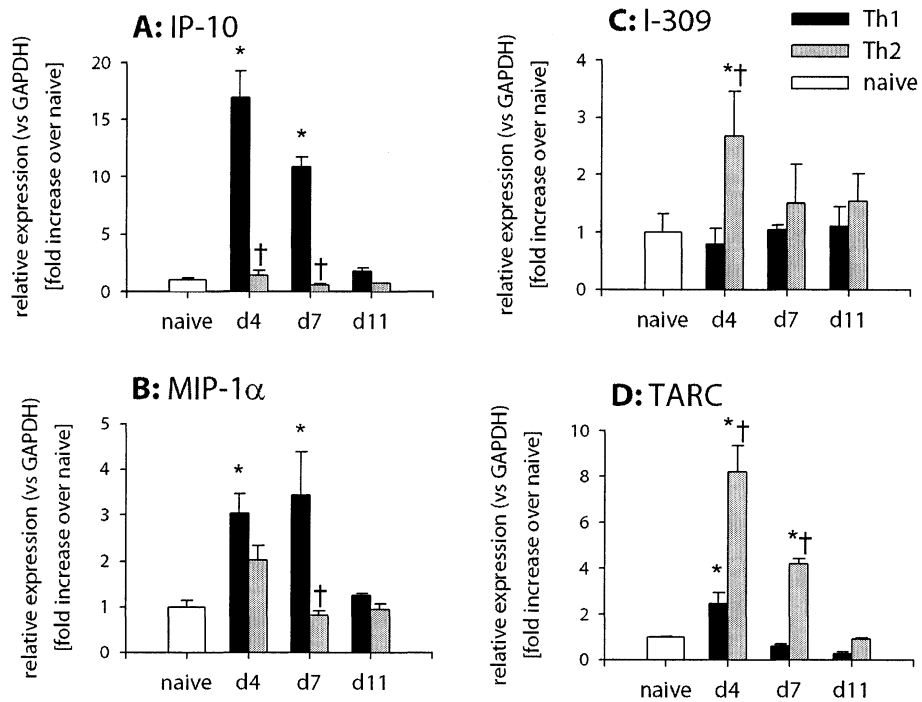 A: IP-10
relative expression (vs GAPDH)
[fold increase over naive]
20
15
10
5
0
*
†
*
†
naive d4 d7 d11
C: I-309
relative expression (vs GAPDH)
[fold increase over naive]
4
3
2
1
0
*†
naive d4 d7 d11
Th1
Th2
naive
B: MIP-1α
relative expression (vs GAPDH)
[fold increase over naive]
5
4
3
2
1
0
*
*
†
naive d4 d7 d11
D: TARC
relative expression (vs GAPDH)
[fold increase over naive]
10
8
6
4
2
0
*
*†
*†
naive d4 d7 d11